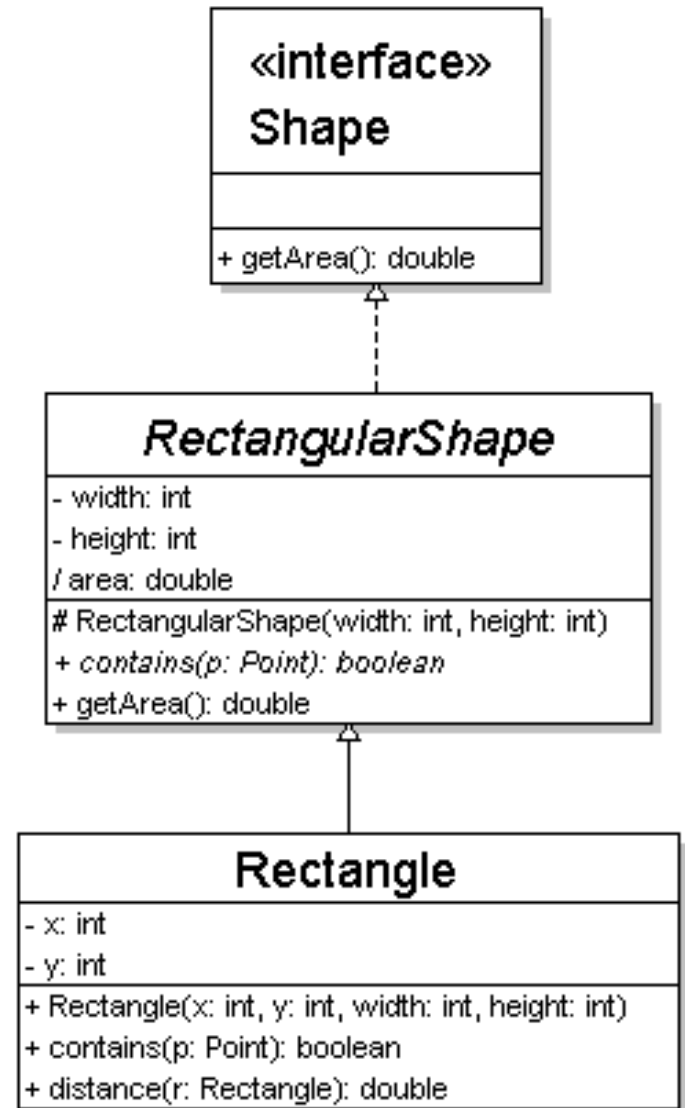 «interface»
Shape
+ getArea(): double
RectangularShape
- width: int
- height: int
/ area: double
# RectangularShape(width: int, height: int)
+ contains(p: Point): boolean
+ getArea(): double
Rectangle
- x: int
- y: int
+ Rectangle(x: int, y: int, width: int, height: int)
+ contains(p: Point): boolean
+ distance(r: Rectangle): double